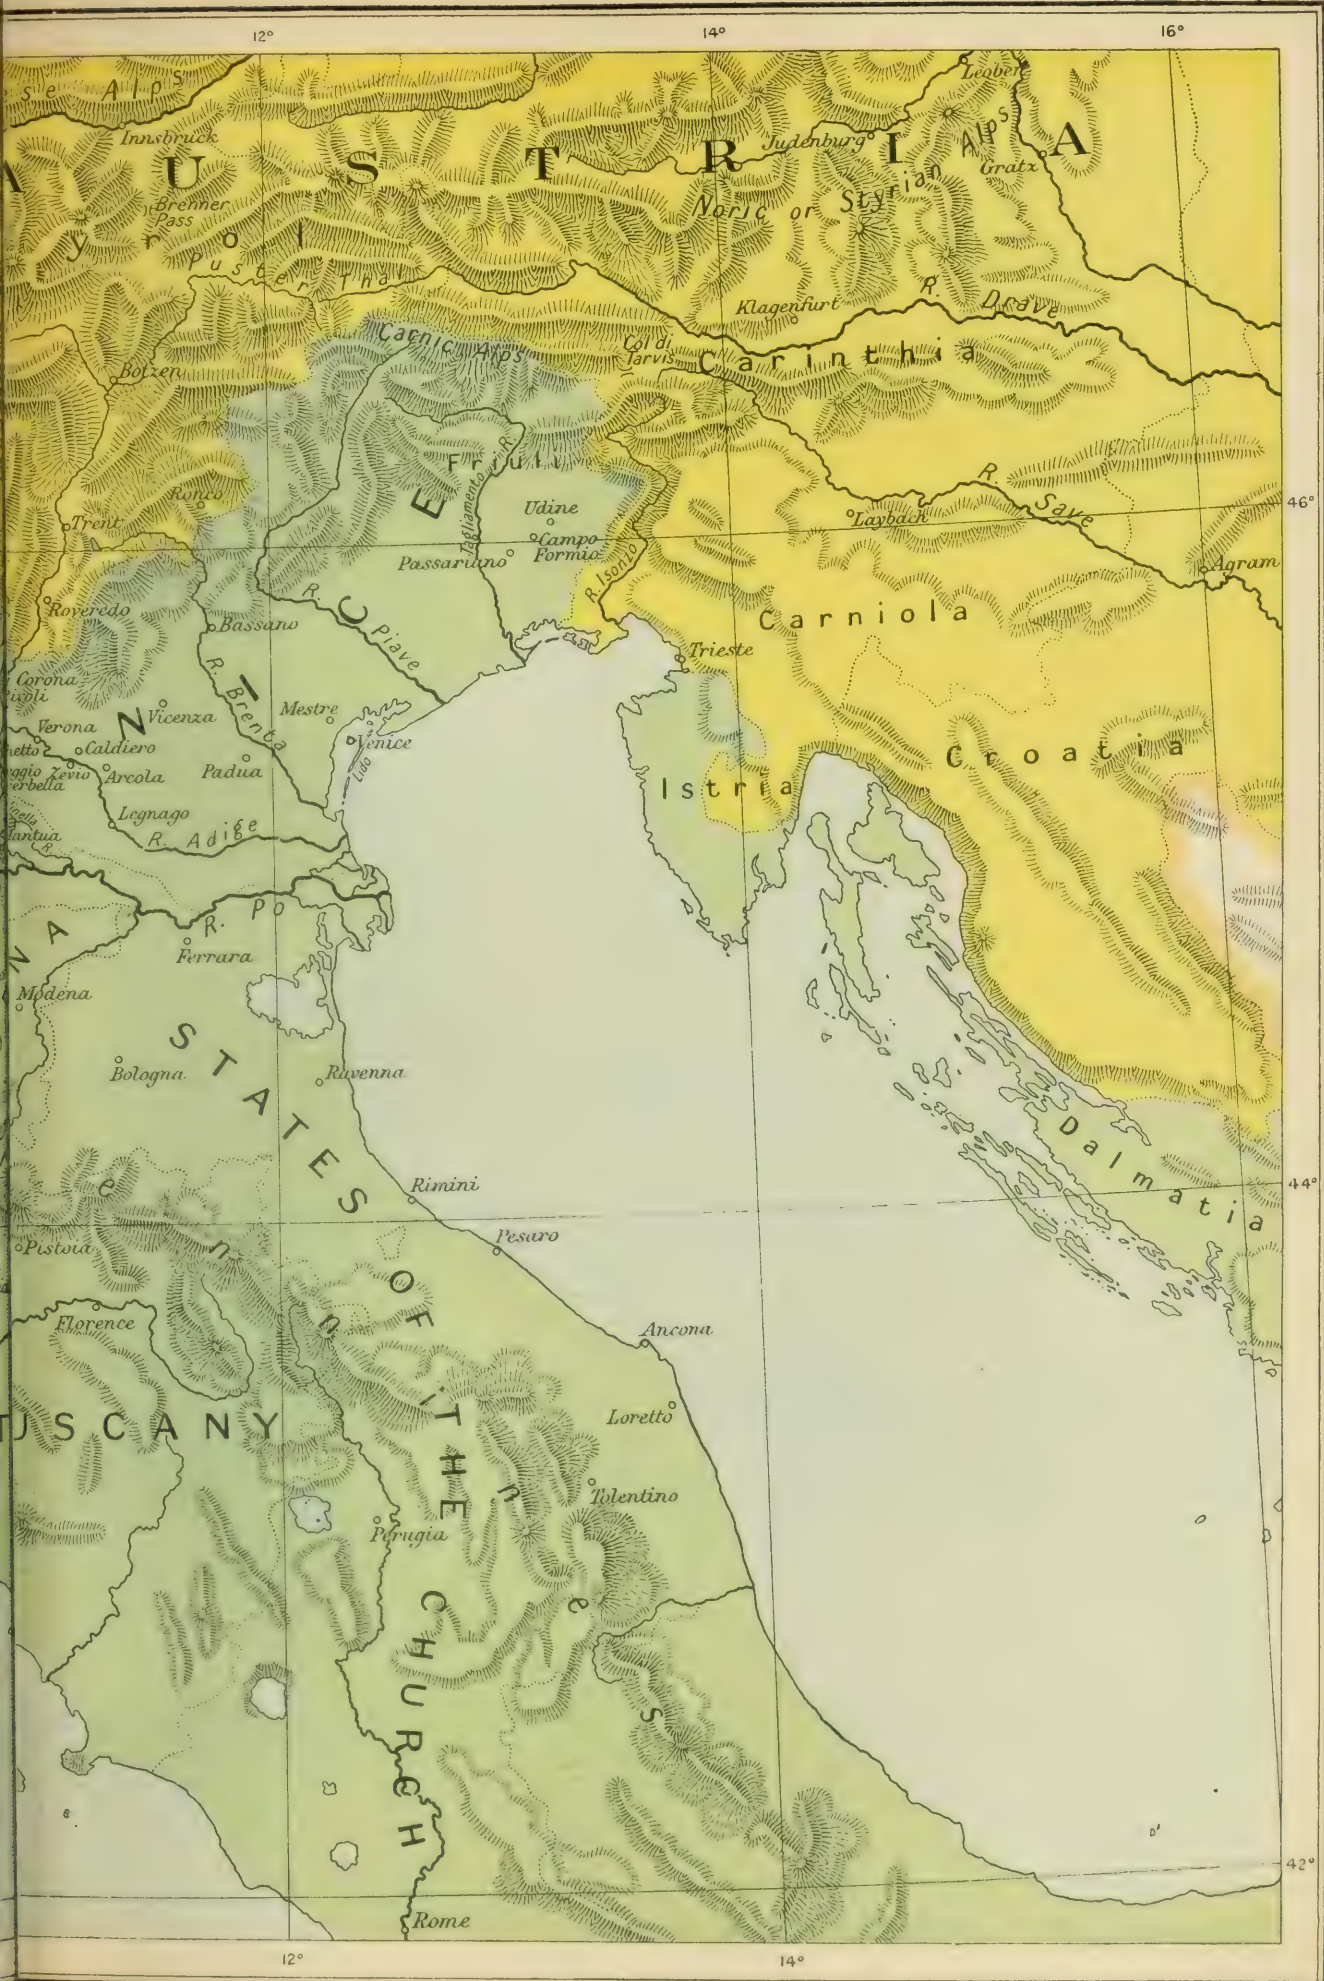 12° 14° 16°
se Alps
Leoben
Innsbruck
Judenburg
Alps
A U S T R I A
Gratz
Brenner
Pass
Noric or Styrian
yrol
Puster Thal
R. Drave
Klagenfurt
Carnic Alps
Col di
Tarvis
Carinthia
Botzen
Friuli
R.
Tagliamento
Ronco
R. Save
46°
Trent
Udine
Laybach
Campo
Formio
Passariano
Agram
R. Isonzo
Roveredo
Bassano
R. Piave
Carniola
Trieste
Corona
Rivoli
R. Brenta
V E N I C E
Vicenza
Mestre
Verona
Caldiero
Venice
Lido
Croatia
Zevio
Arcola
Padua
Istria
Legnago
Mantua
R. Adige
R. Po
Ferrara
NA
Modena
STATES
Bologna
Ravenna
Dalmatia
Rimini
44°
Pistoia
Pesaro
OF
Florence
Ancona
THE
Loretto
TUSCANY
Tolentino
Perugia
ennines
CHURCH
42°
Rome
12° 14°